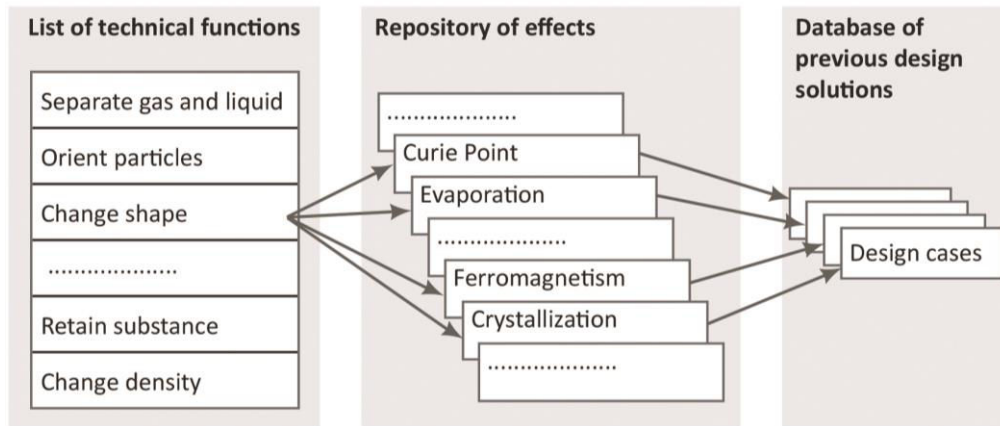 List of technical functions
Separate gas and liquid
Orient particles
Change shape
....................
Retain substance
Change density
Repository of effects
....................
Curie Point
Evaporation
....................
Ferromagnetism
Crystallization
....................
Database of
previous design
solutions
Design cases